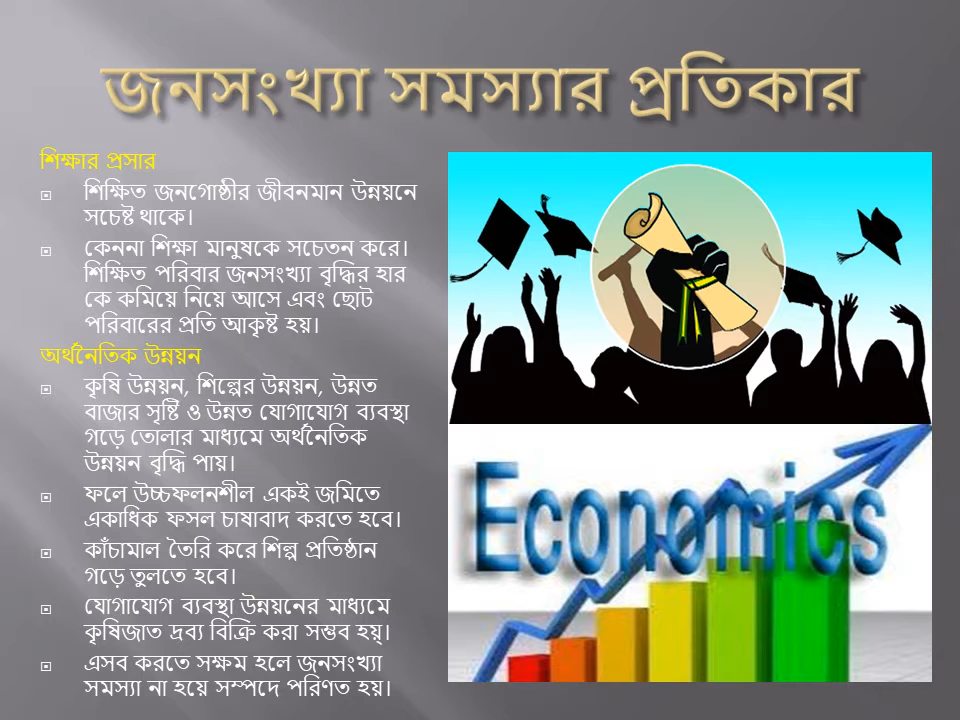 জনসংখ্যা সমস্যার প্রতিকার
শিক্ষার প্রসার
শিক্ষিত জনগোষ্ঠীর জীবনমান উন্নয়নে
সচেষ্ট থাকে।
কেননা শিক্ষা মানুষকে সচেতন করে।
শিক্ষিত পরিবার জনসংখ্যা বৃদ্ধির হার
কে কমিয়ে নিয়ে আসে এবং ছোট
পরিবারের প্রতি আকৃষ্ট হয়।
অর্থনৈতিক উন্নয়ন
কৃষি উন্নয়ন, শিল্পের উন্নয়ন, উন্নত
বাজার সৃষ্টি ও উন্নত যোগাযোগ ব্যবস্থা
গড়ে তোলার মাধ্যমে অর্থনৈতিক
উন্নয়ন বৃদ্ধি পায়।
ফলে উচ্চফলনশীল একই জমিতে
একাধিক ফসল চাষাবাদ করতে হবে।
কাঁচামাল তৈরি করে শিল্প প্রতিষ্ঠান
গড়ে তুলতে হবে।
যোগাযোগ ব্যবস্থা উন্নয়নের মাধ্যমে
কৃষিজাত দ্রব্য বিক্রি করা সম্ভব হয়্।
এসব করতে সক্ষম হলে জনসংখ্যা
সমস্যা না হয়ে সম্পদে পরিণত হয়।
Economics